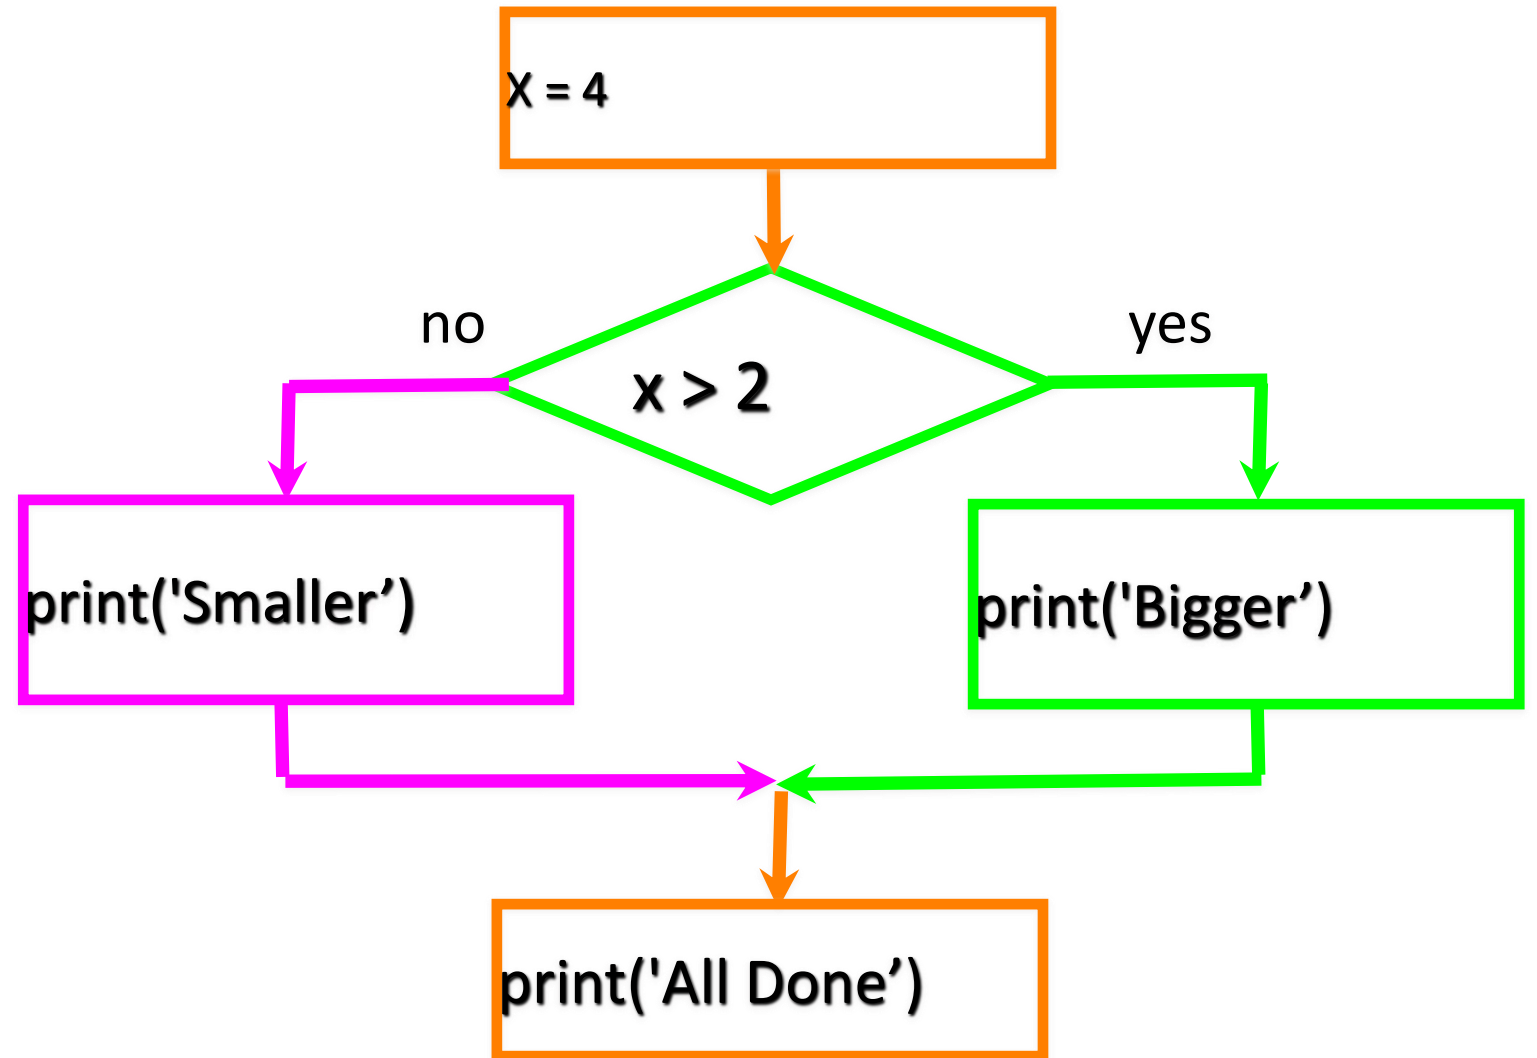 X = 4
no
yes
x > 2
print('Smaller’)
print('Bigger’)
print('All Done’)